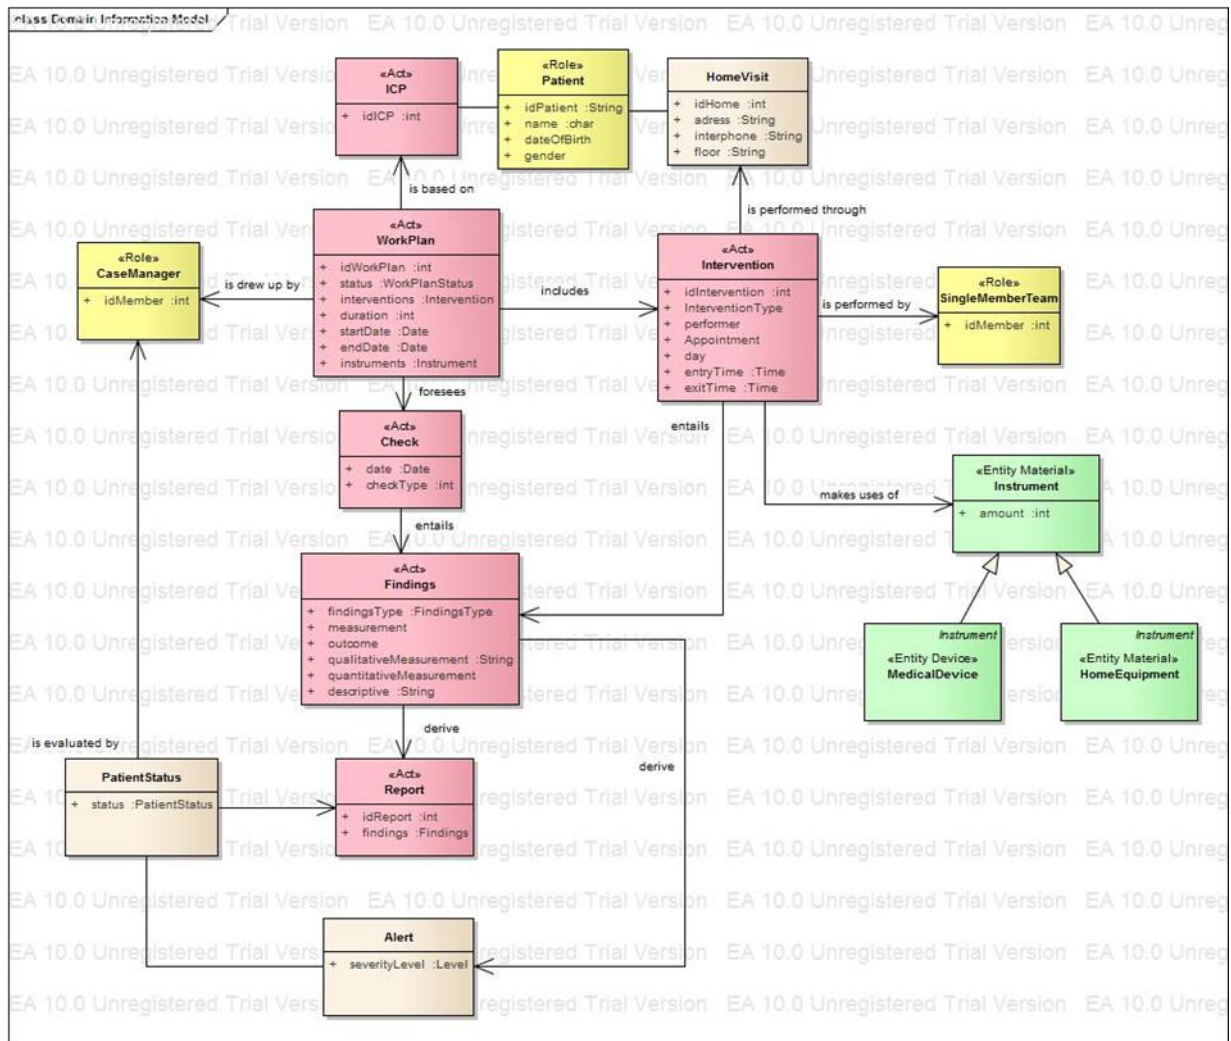 class Domain Information Model
«Act»
ICP
+ idICP :int
«Role»
Patient
+ idPatient :String
+ name :char
+ dateOfBirth
+ gender
HomeVisit
+ idHome :int
+ adress :String
+ interphone :String
+ floor :String
is based on
is performed through
«Act»
WorkPlan
+ idWorkPlan :int
+ status :WorkPlanStatus
+ interventions :Intervention
+ duration :int
+ startDate :Date
+ endDate :Date
+ instruments :Instrument
«Role»
CaseManager
+ idMember :int
is drew up by
includes
«Act»
Intervention
+ idIntervention :int
+ InterventionType
+ performer
+ Appointment
+ day
+ entryTime :Time
+ exitTime :Time
is performed by
«Role»
SingleMemberTeam
+ idMember :int
foresees
entails
«Act»
Check
+ date :Date
+ checkType :int
makes uses of
«Entity Material»
Instrument
+ amount :int
entails
«Act»
Findings
+ findingsType :FindingsType
+ measurement
+ outcome
+ qualitativeMeasurement :String
+ quantitativeMeasurement
+ descriptive :String
Instrument
«Entity Device»
MedicalDevice
Instrument
«Entity Material»
HomeEquipment
derive
is evaluated by
derive
PatientStatus
+ status :PatientStatus
«Act»
Report
+ idReport :int
+ findings :Findings
Alert
+ severityLevel :Level
EA 10.0 Unregistered Trial Version